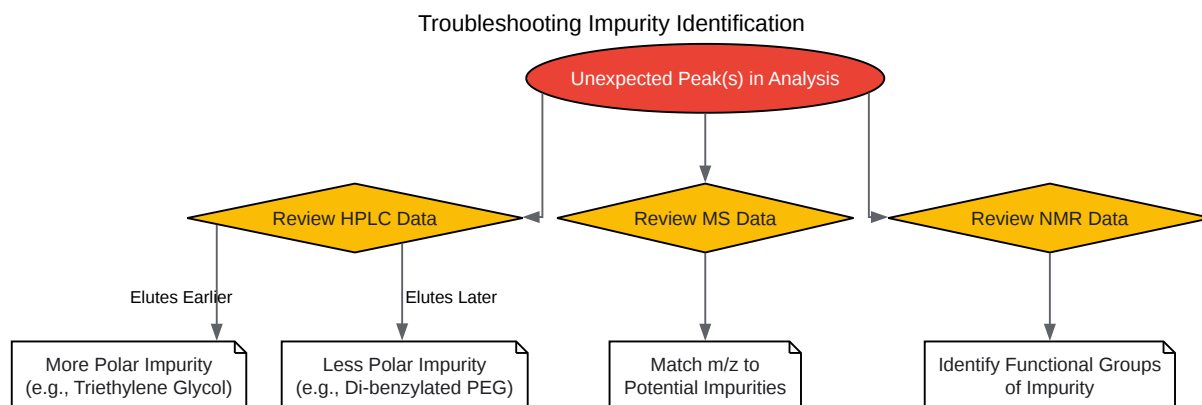 Troubleshooting Impurity Identification
Unexpected Peak(s) in Analysis
Review HPLC Data
Review MS Data
Review NMR Data
Elutes Earlier
Elutes Later
More Polar Impurity
(e.g., Triethylene Glycol)
Less Polar Impurity
(e.g., Di-benzylated PEG)
Match m/z to
Potential Impurities
Identify Functional Groups
of Impurity